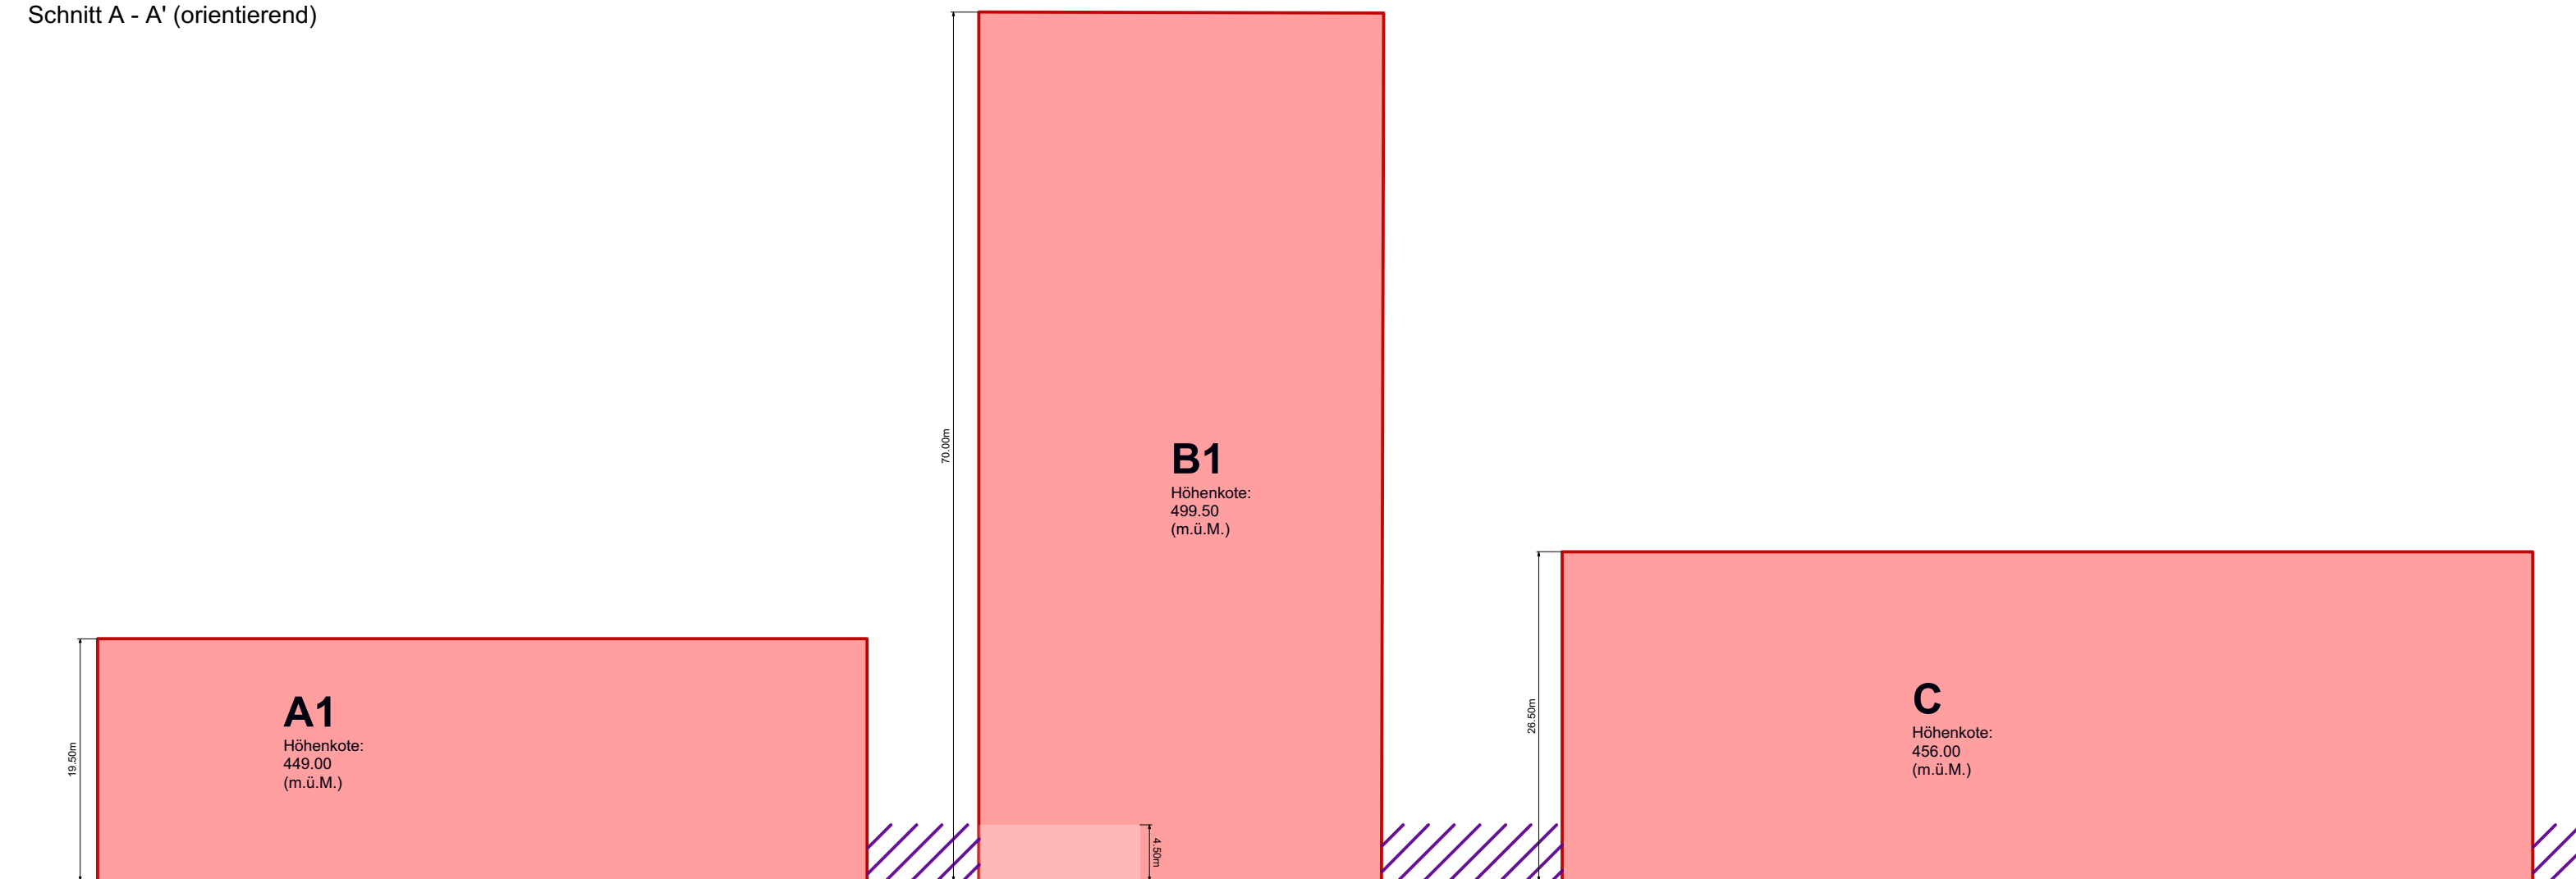 Schnitt A - A' (orientierend)
70.00m
B1
Höhenkote:
499.50
(m.ü.M.)
19.50m
A1
Höhenkote:
449.00
(m.ü.M.)
4.50m
26.50m
C
Höhenkote:
456.00
(m.ü.M.)